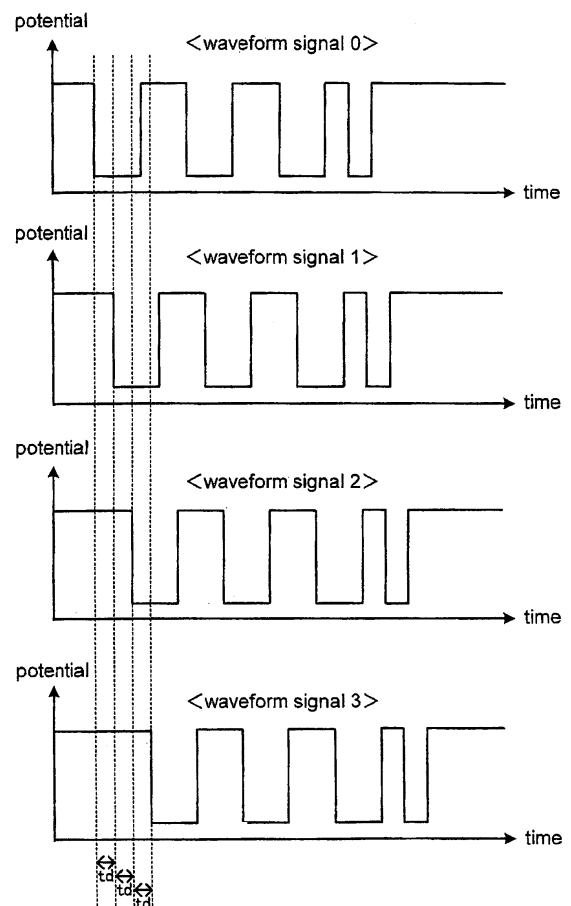 potential
<waveform signal 0>
time
potential
<waveform signal 1>
time
potential
<waveform signal 2>
time
potential
<waveform signal 3>
time
td
td
td